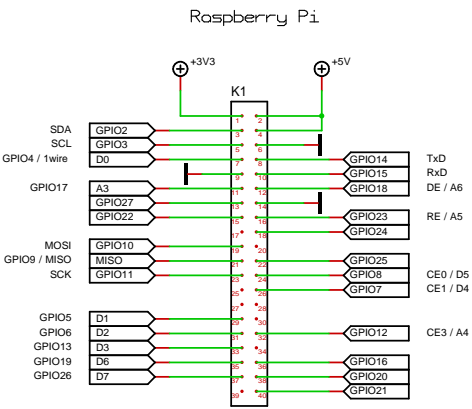 Raspberry Pi
+3V3 +5V
K1
1 2
3 4
SDA GPIO2 5 6
SCL GPIO3 7 8
GPIO4 / 1wire D0 GPIO14 TxD
9 10 GPIO15 RxD
GPIO17 A3 11 12 GPIO18 DE / A6
GPIO27 13 14
GPIO22 15 16 GPIO23 RE / A5
17 18 GPIO24
MOSI GPIO10 19 20
GPIO9 / MISO MISO 21 22 GPIO25
SCK GPIO11 23 24 GPIO8 CE0 / D5
25 26 GPIO7 CE1 / D4
27 28
GPIO5 D1 29 30
GPIO6 D2 31 32 GPIO12 CE3 / A4
GPIO13 D3 33 34
GPIO19 D6 35 36 GPIO16
GPIO26 D7 37 38 GPIO20
39 40 GPIO21